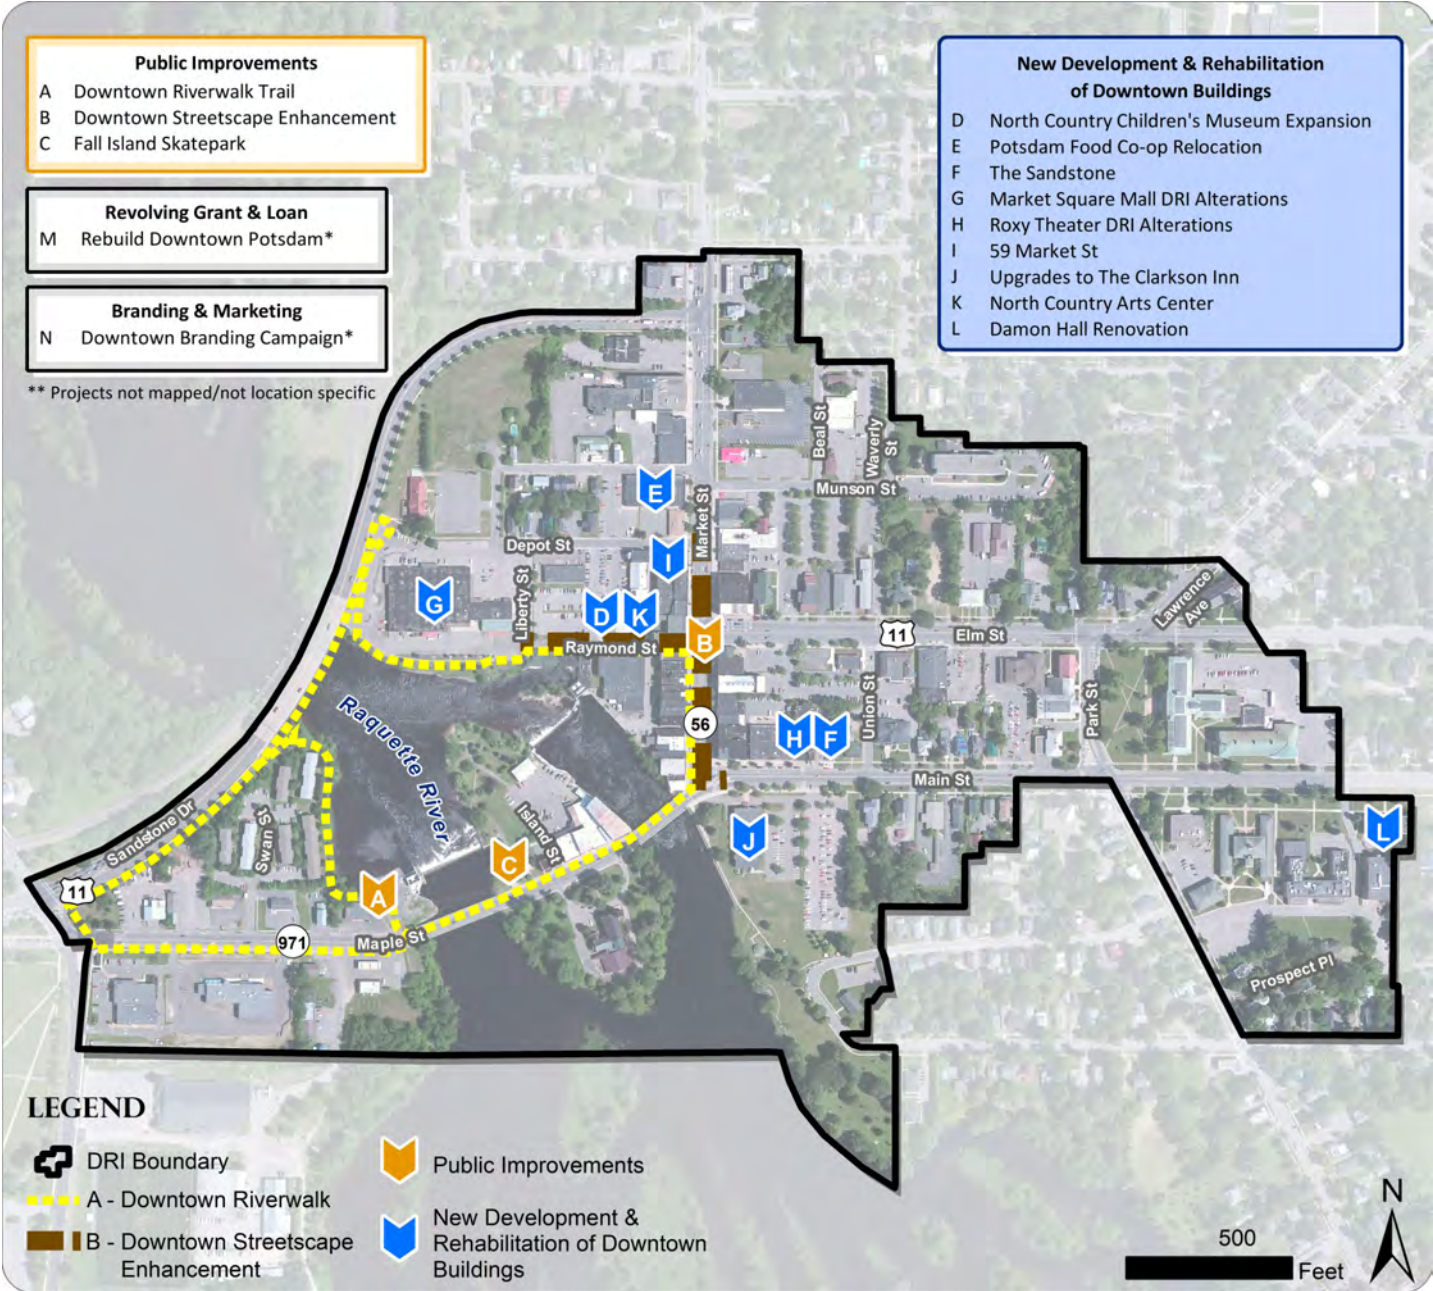 Public Improvements
A Downtown Riverwalk Trail
B Downtown Streetscape Enhancement
C Fall Island Skatepark
Revolving Grant & Loan
M Rebuild Downtown Potsdam*
Branding & Marketing
N Downtown Branding Campaign*
** Projects not mapped/not location specific
New Development & Rehabilitation
of Downtown Buildings
D North Country Children's Museum Expansion
E Potsdam Food Co-op Relocation
F The Sandstone
G Market Square Mall DRI Alterations
H Roxy Theater DRI Alterations
I 59 Market St
J Upgrades to The Clarkson Inn
K North Country Arts Center
L Damon Hall Renovation
Beal St
Waverly
St
Munson St
E
Market St
Depot St
I
Liberty St
G
D
K
B
Raymond St
11
Elm St
Lawrence
Ave
Raquette River
56
H
F
Union St
Park St
Main St
Sandstone Dr
Swan St
Island St
J
L
C
A
11
971
Maple St
Prospect Pl
LEGEND
DRI Boundary
A - Downtown Riverwalk
B - Downtown Streetscape
Enhancement
Public Improvements
New Development &
Rehabilitation of Downtown
Buildings
500
Feet
N